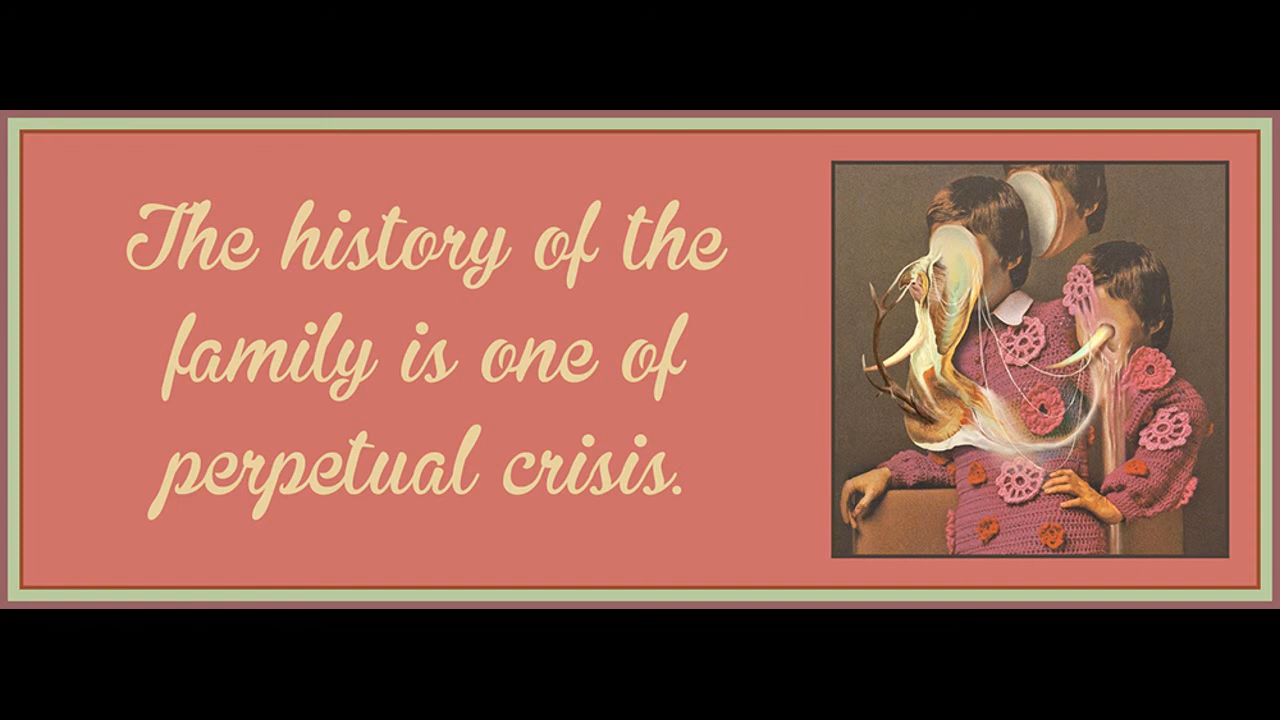 The history of the
family is one of
perpetual crisis.